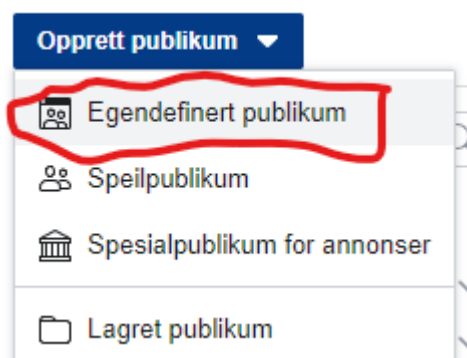 Opprett publikum
Egendefinert publikum
Speilpublikum
Spesialpublikum for annonser
Lagret publikum